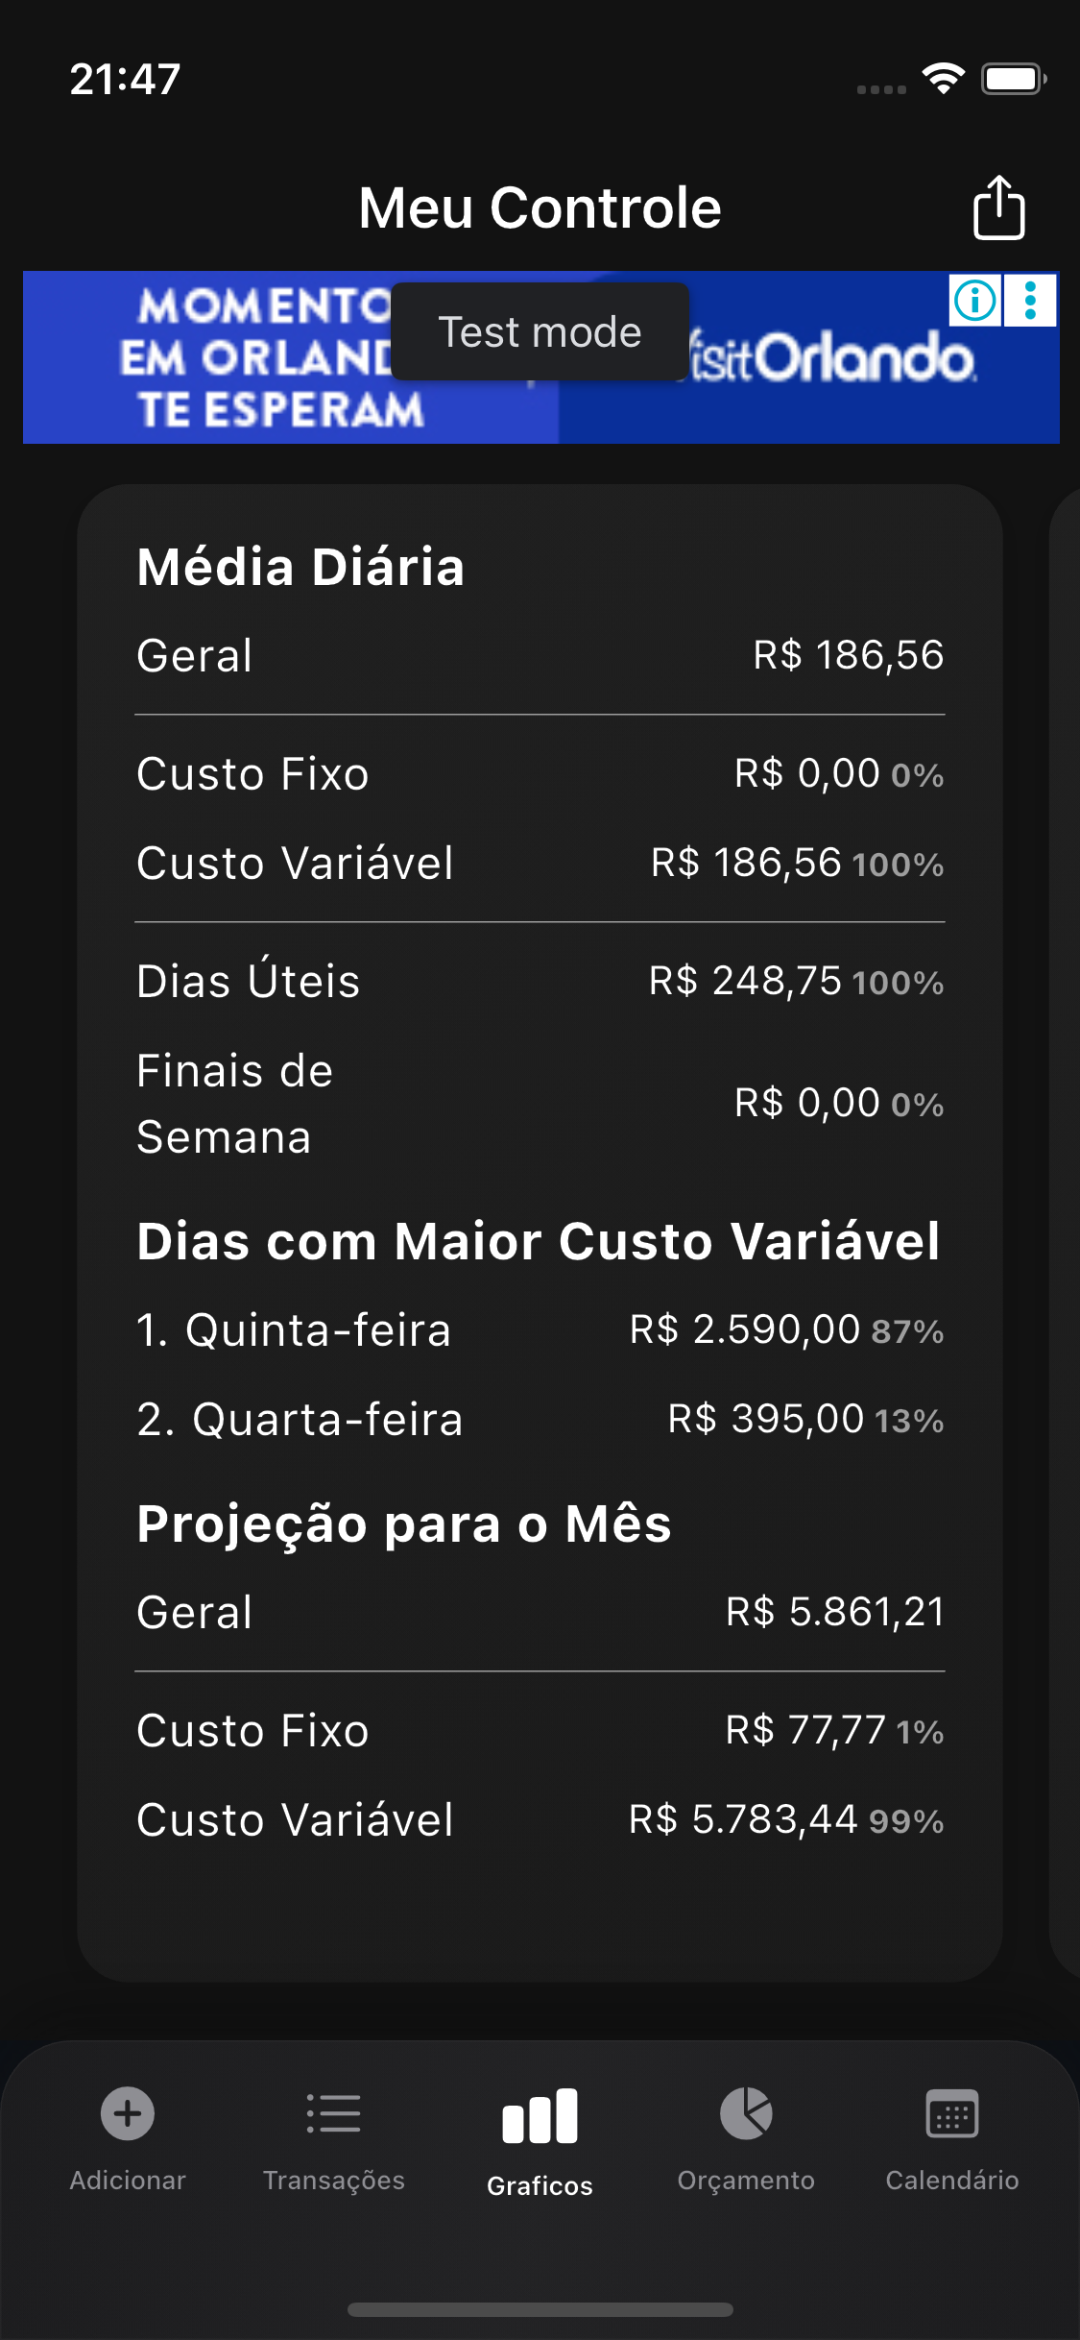 21:47
Meu Controle
MOMENTO
EM ORLAND
TE ESPERAM
Test mode
isitOrlando.
Média Diária
Geral R$ 186,56
Custo Fixo R$ 0,00 0%
Custo Variável R$ 186,56 100%
Dias Úteis R$ 248,75 100%
Finais de
Semana R$ 0,00 0%
Dias com Maior Custo Variável
1. Quinta-feira R$ 2.590,00 87%
2. Quarta-feira R$ 395,00 13%
Projeção para o Mês
Geral R$ 5.861,21
Custo Fixo R$ 77,77 1%
Custo Variável R$ 5.783,44 99%
Adicionar Transações Graficos Orçamento Calendário